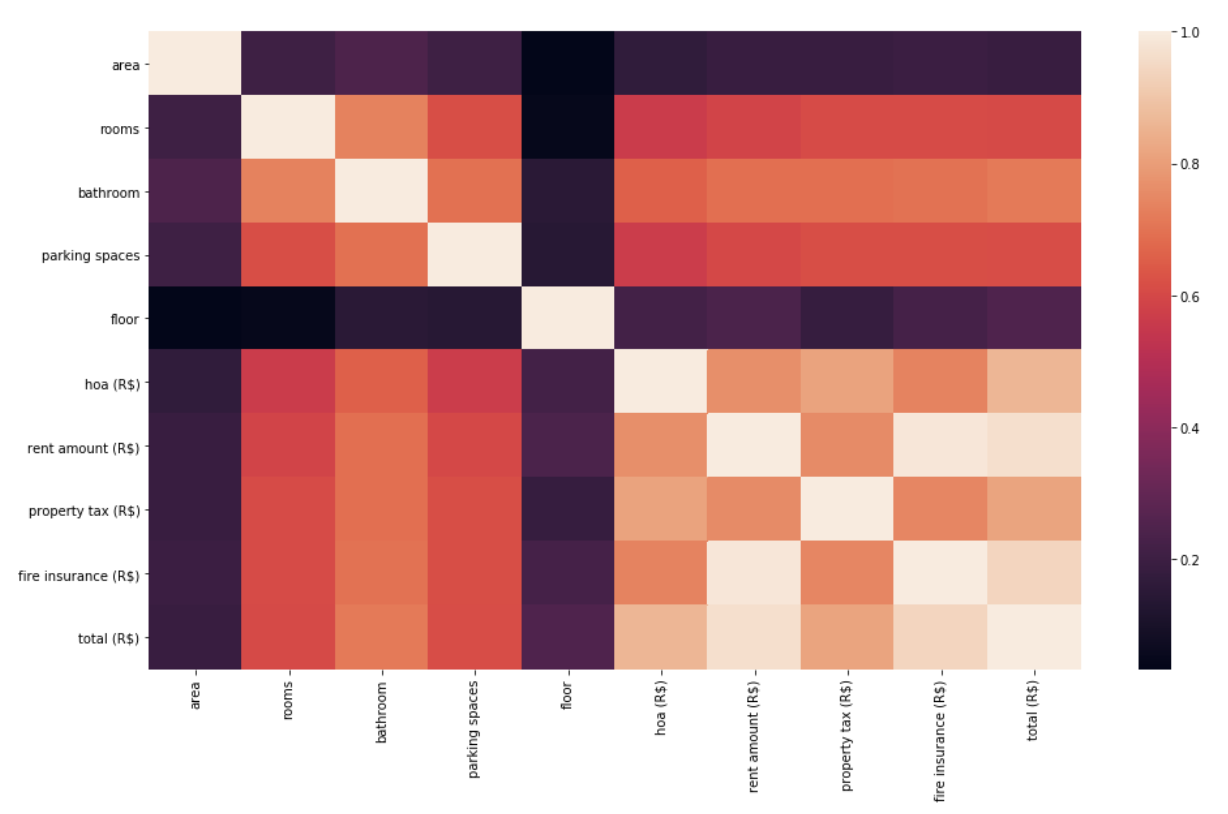 area
rooms
bathroom
parking spaces
floor
hoa (R$)
rent amount (R$)
property tax (R$)
fire insurance (R$)
total (R$)
area
rooms
bathroom
parking spaces
floor
hoa (R$)
rent amount (R$)
property tax (R$)
fire insurance (R$)
total (R$)
1.0
0.8
0.6
0.4
0.2